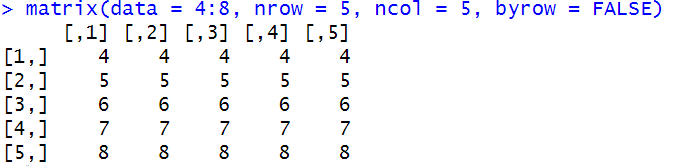 > matrix(data = 4:8, nrow = 5, ncol = 5, byrow = FALSE)
     [,1] [,2] [,3] [,4] [,5]
[1,]    4    4    4    4    4
[2,]    5    5    5    5    5
[3,]    6    6    6    6    6
[4,]    7    7    7    7    7
[5,]    8    8    8    8    8